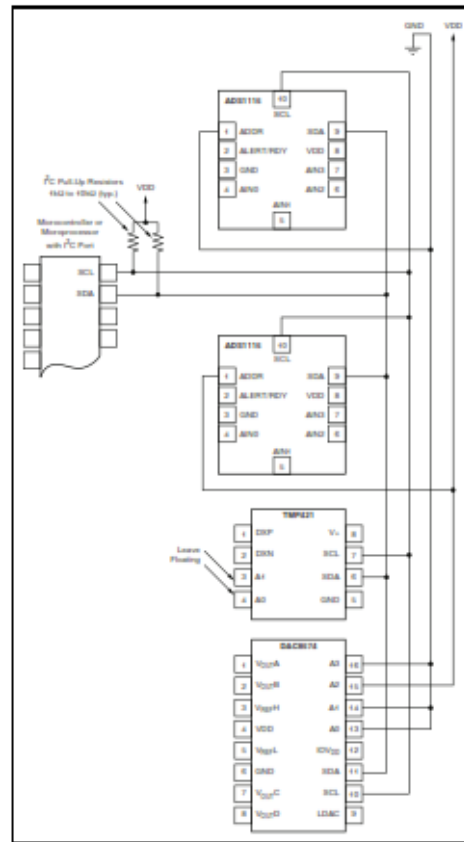 GND
VDD
ADS1116
10
SCL
1 ADDR SDA 9
2 ALERT/RDY VDD 8
3 GND AIN3 7
4 AIN0 AIN2 6
AIN1
5
I²C Pull-Up Resistors
1kΩ to 10kΩ (typ.)
VDD
Microcontroller or
Microprocessor
with I²C Port
SCL
SDA
ADS1116
10
SCL
1 ADDR SDA 9
2 ALERT/RDY VDD 8
3 GND AIN3 7
4 AIN0 AIN2 6
AIN1
5
TMP421
1 DXP V+ 8
2 DXN SCL 7
3 A1 SDA 6
4 A0 GND 5
Leave
Floating
DAC8574
1 VOUTA A3 16
2 VOUTB A2 15
3 VREFH A1 14
4 VDD A0 13
5 VREFL IOVDD 12
6 GND SDA 11
7 VOUTC SCL 10
8 VOUTD LDAC 9